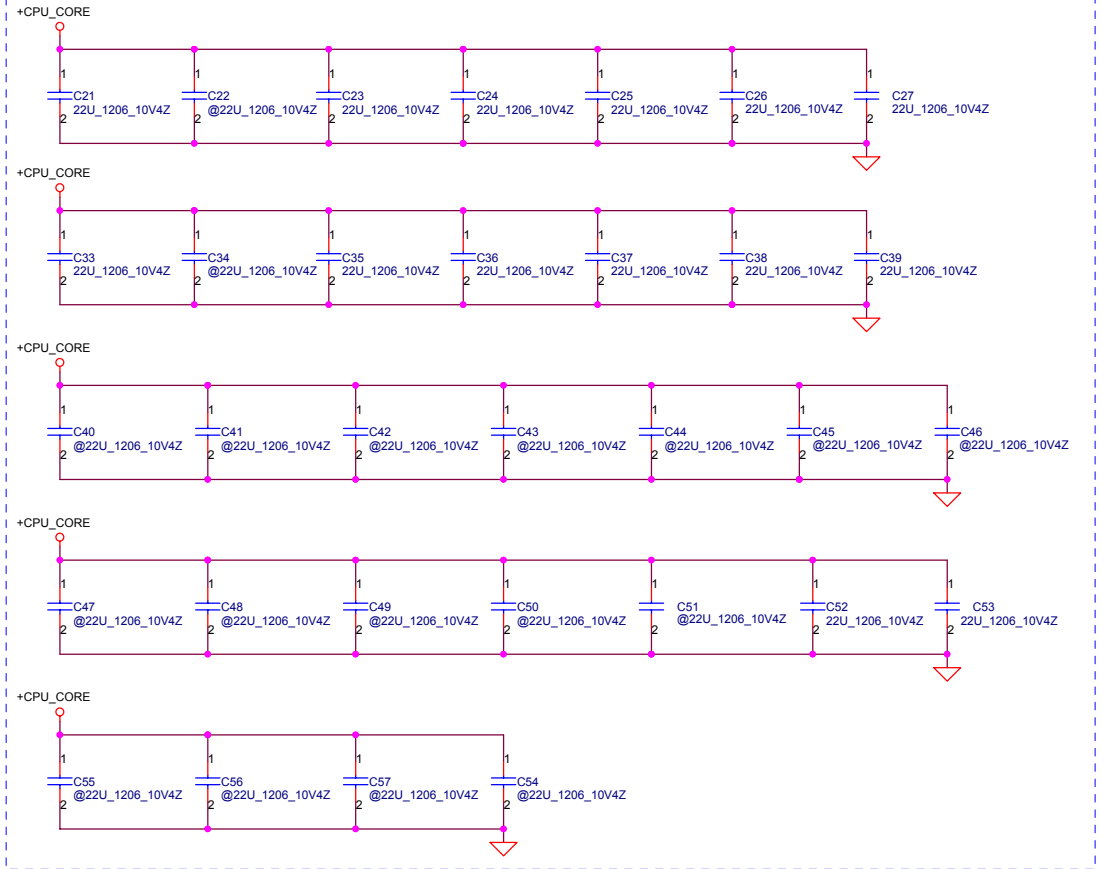 +CPU_CORE
1 1 1 1 1 1 1
C21 C22 C23 C24 C25 C26 C27
22U_1206_10V4Z @22U_1206_10V4Z 22U_1206_10V4Z 22U_1206_10V4Z 22U_1206_10V4Z 22U_1206_10V4Z 22U_1206_10V4Z
2 2 2 2 2 2 2
+CPU_CORE
1 1 1 1 1 1 1
C33 C34 C35 C36 C37 C38 C39
22U_1206_10V4Z @22U_1206_10V4Z 22U_1206_10V4Z 22U_1206_10V4Z 22U_1206_10V4Z 22U_1206_10V4Z 22U_1206_10V4Z
2 2 2 2 2 2 2
+CPU_CORE
1 1 1 1 1 1 1
C40 C41 C42 C43 C44 C45 C46
@22U_1206_10V4Z @22U_1206_10V4Z @22U_1206_10V4Z @22U_1206_10V4Z @22U_1206_10V4Z @22U_1206_10V4Z @22U_1206_10V4Z
2 2 2 2 2 2 2
+CPU_CORE
1 1 1 1 1 1 1
C47 C48 C49 C50 C51 C52 C53
@22U_1206_10V4Z @22U_1206_10V4Z @22U_1206_10V4Z @22U_1206_10V4Z @22U_1206_10V4Z 22U_1206_10V4Z 22U_1206_10V4Z
2 2 2 2 2 2 2
+CPU_CORE
1 1 1 1
C55 C56 C57 C54
@22U_1206_10V4Z @22U_1206_10V4Z @22U_1206_10V4Z @22U_1206_10V4Z
2 2 2 2